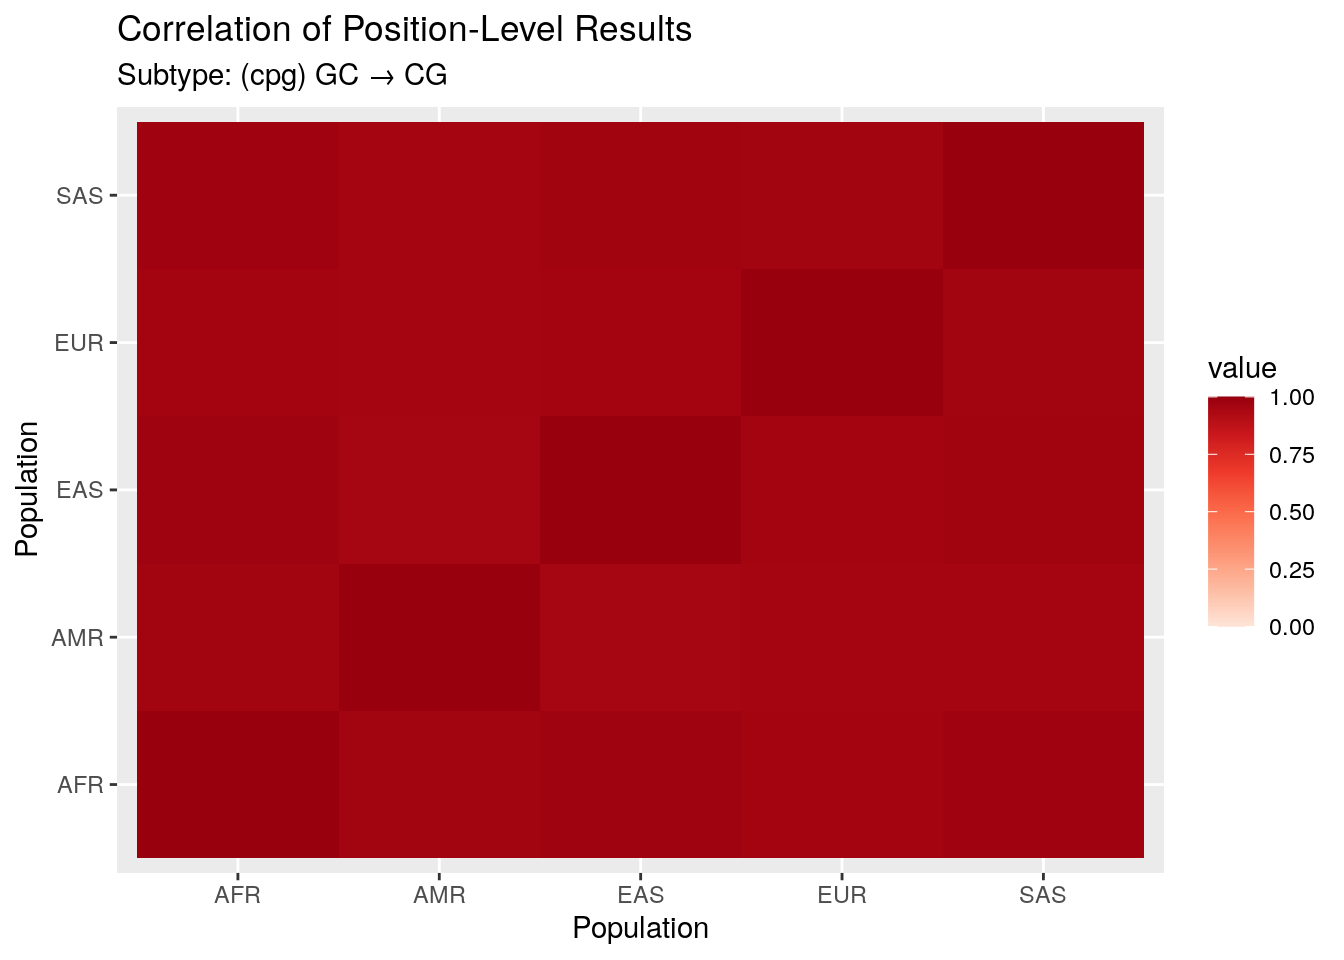 Correlation of Position-Level Results
Subtype: (cpg) GC → CG
SAS
EUR
EAS
AMR
AFR
Population
AFR AMR EAS EUR SAS
Population
value
1.00
0.75
0.50
0.25
0.00